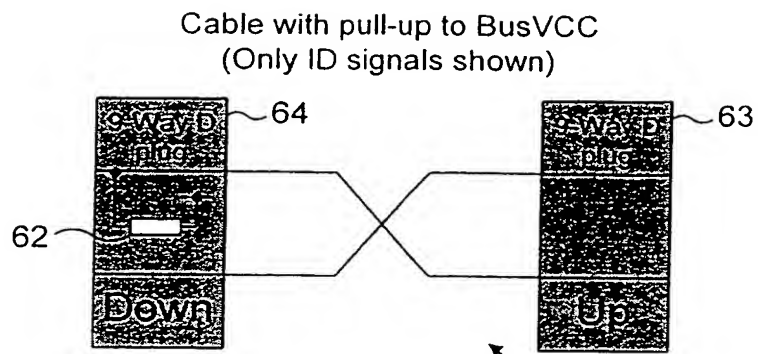 Cable with pull-up to BusVCC
(Only ID signals shown)
9-Way D
plug
64
9-Way D
plug
63
62
Down
Up